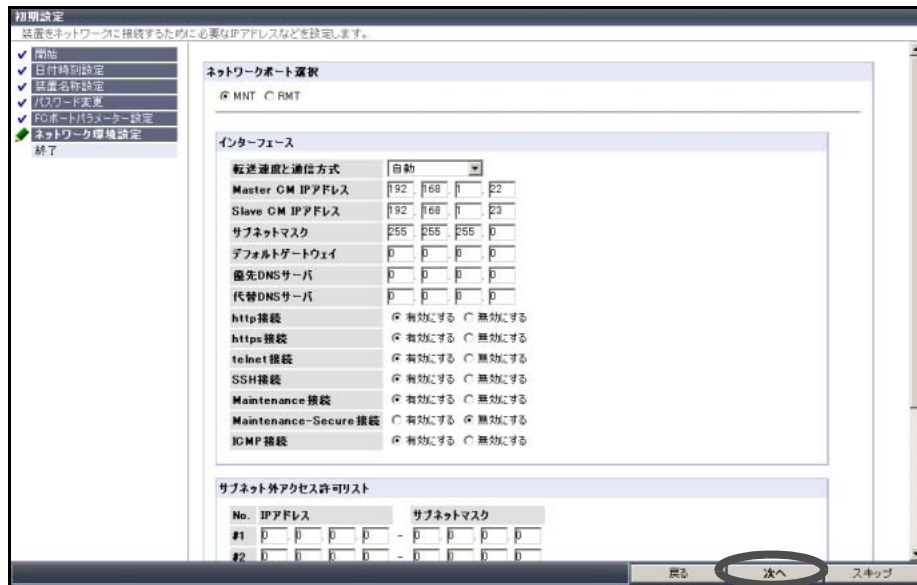 初期設定
装置をネットワークに接続するために必要なIPアドレスなどを設定します。
開始
日付時刻設定
装置名称設定
パスワード変更
FCポートパラメーター設定
ネットワーク環境設定
終了
ネットワークポート選択
MNT RMT
インターフェース
転送速度と通信方式 自動
Master CM IPアドレス 192 . 168 . 1 . 22
Slave CM IPアドレス 192 . 168 . 1 . 23
サブネットマスク 255 . 255 . 255 . 0
デフォルトゲートウェイ 0 . 0 . 0 . 0
優先DNSサーバ 0 . 0 . 0 . 0
代替DNSサーバ 0 . 0 . 0 . 0
http接続 有効にする 無効にする
https接続 有効にする 無効にする
telnet接続 有効にする 無効にする
SSH接続 有効にする 無効にする
Maintenance接続 有効にする 無効にする
Maintenance-Secure接続 有効にする 無効にする
ICMP接続 有効にする 無効にする
サブネット外アクセス許可リスト
No. IPアドレス サブネットマスク
#1 0 . 0 . 0 . 0 - 0 . 0 . 0 . 0
#2 0 . 0 . 0 . 0 - 0 . 0 . 0 . 0
戻る 次へ スキップ